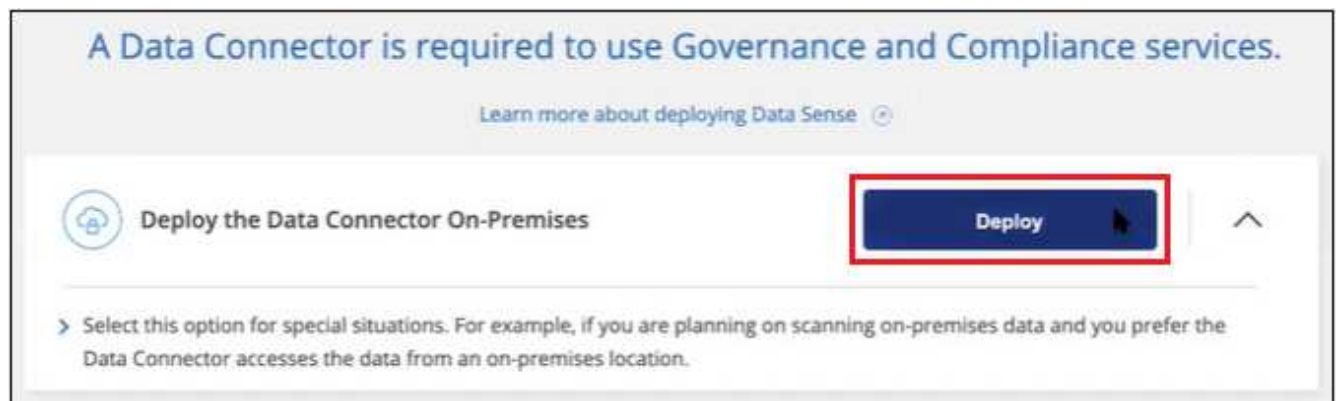 A Data Connector is required to use Governance and Compliance services.
Learn more about deploying Data Sense
Deploy the Data Connector On-Premises
Deploy
Select this option for special situations. For example, if you are planning on scanning on-premises data and you prefer the
Data Connector accesses the data from an on-premises location.